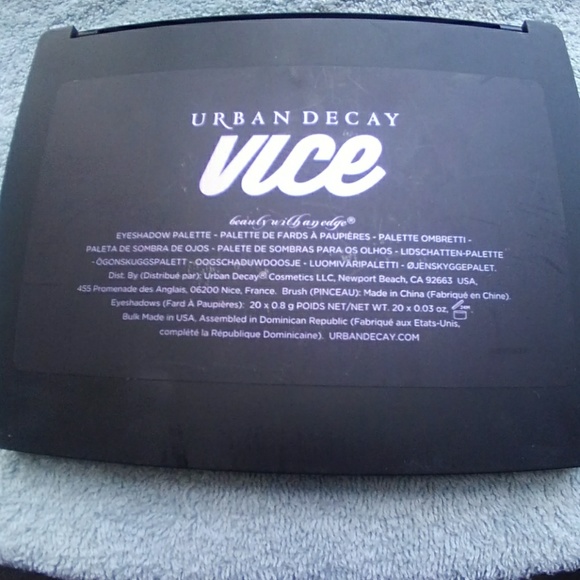 URBAN DECAY
VICE
beauty with an edge®
EYESHADOW PALETTE - PALETTE DE FARDS À PAUPIÈRES - PALETTE OMBRETTI -
PALETA DE SOMBRA DE OJOS - PALETE DE SOMBRAS PARA OS OLHOS - LIDSCHATTEN-PALETTE
- ÖGONSKUGGSPALETT - OOGSCHADUWDOOSJE - LUOMIVÄRIPALETTI - ØJENSKYGGEPALET.
Dist. By (Distribué par): Urban Decay® Cosmetics LLC, Newport Beach, CA 92663 USA,
455 Promenade des Anglais, 06200 Nice, France. Brush (PINCEAU): Made in China (Fabriqué en Chine).
Eyeshadows (Fard À Paupières): 20 x 0.8 g POIDS NET/NET WT. 20 x 0.03 oz.
Bulk Made in USA, Assembled in Dominican Republic (Fabriqué aux Etats-Unis,
complété la République Dominicaine). URBANDECAY.COM